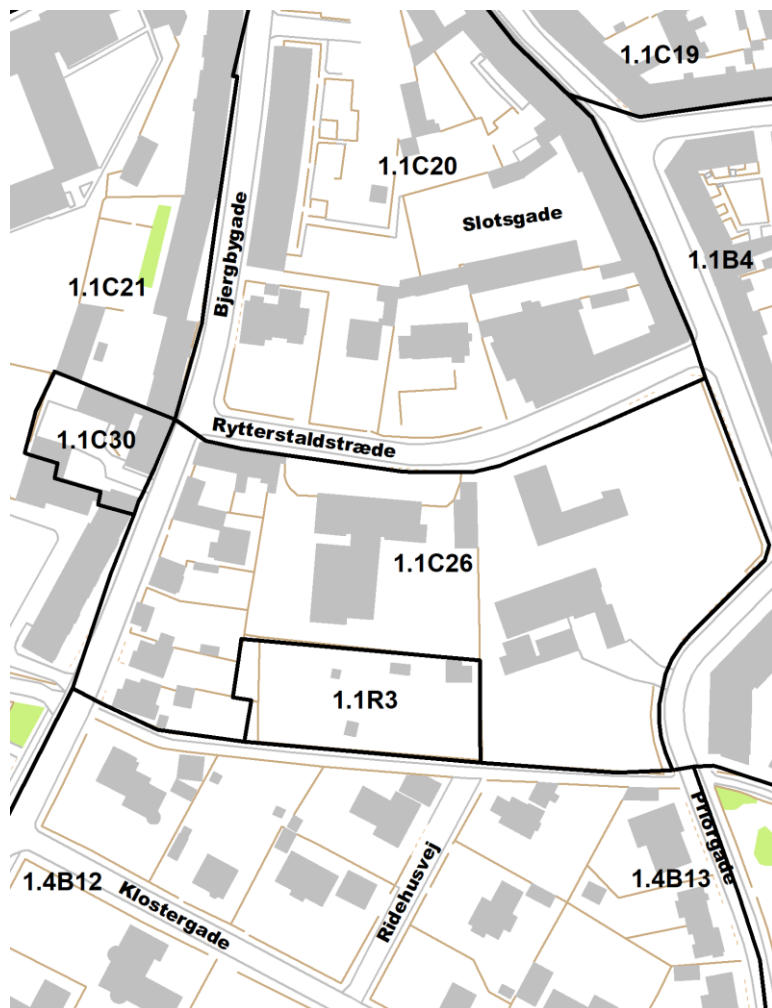 1.1C19
1.1C20
Slotsgade
Bjergbygade
1.1B4
1.1C21
1.1C30
Rytterstaldstræde
1.1C26
1.1R3
Priorgade
1.4B12
Klostergade
Ridehusvej
1.4B13